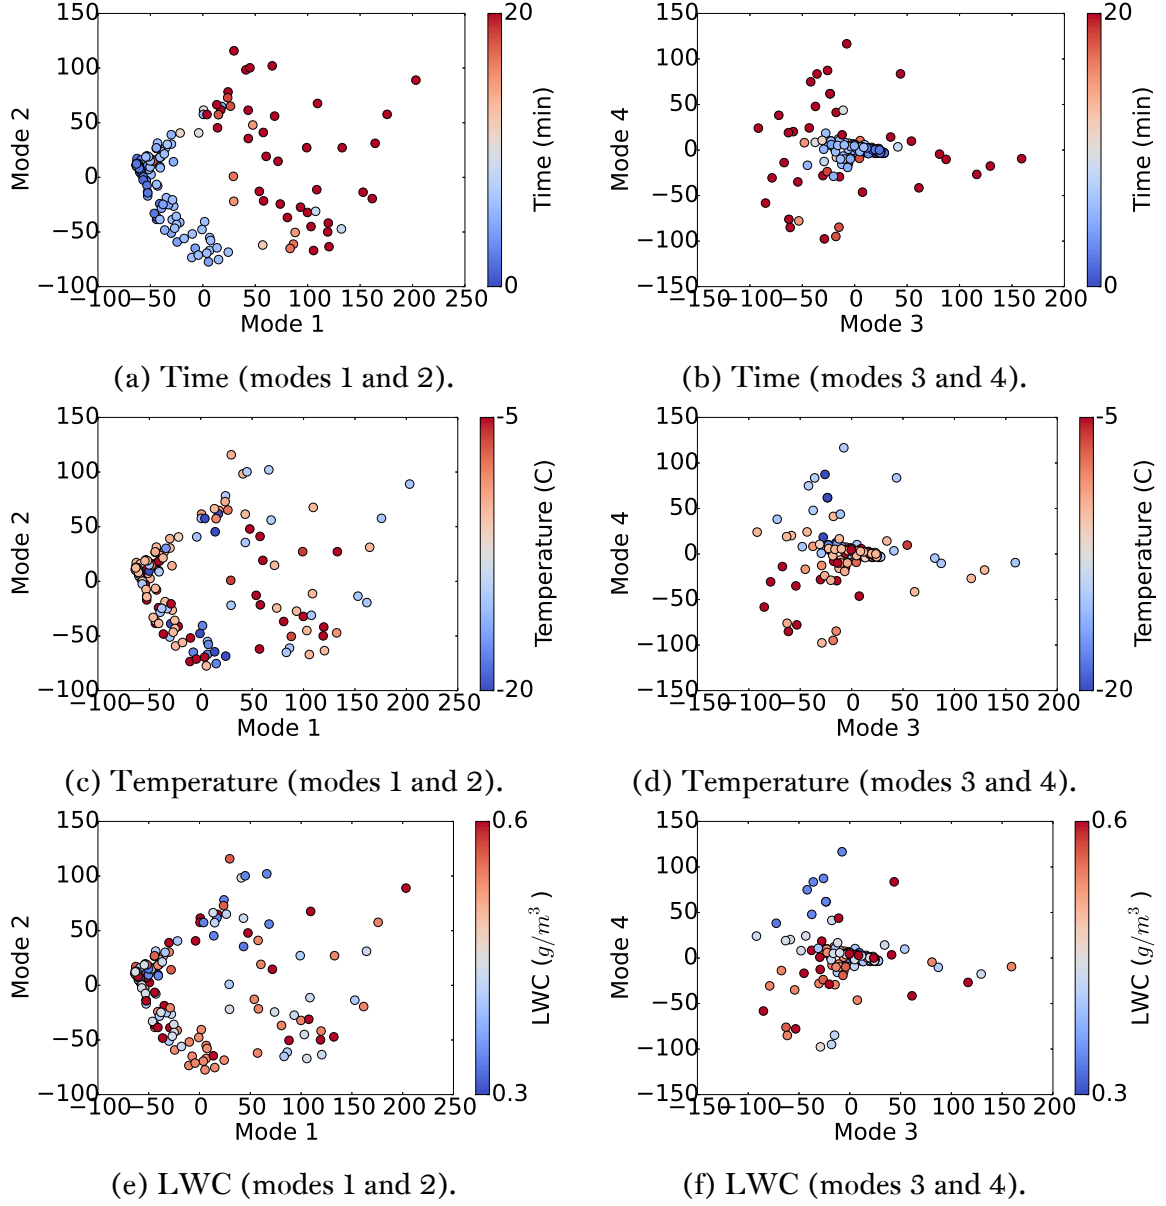 150
100
50
0
−50
−100
Mode 2
−100 −50 0 50 100 150 200 250
Mode 1
20
0
Time (min)
150
100
50
0
−50
−100
−150
Mode 4
−150 −100 −50 0 50 100 150 200
Mode 3
20
0
Time (min)
(a) Time (modes 1 and 2).
(b) Time (modes 3 and 4).
150
100
50
0
−50
−100
Mode 2
−100 −50 0 50 100 150 200 250
Mode 1
-5
-20
Temperature (C)
150
100
50
0
−50
−100
−150
Mode 4
−150 −100 −50 0 50 100 150 200
Mode 3
-5
-20
Temperature (C)
(c) Temperature (modes 1 and 2).
(d) Temperature (modes 3 and 4).
150
100
50
0
−50
−100
Mode 2
−100 −50 0 50 100 150 200 250
Mode 1
0.6
0.3
LWC (g/m³)
150
100
50
0
−50
−100
−150
Mode 4
−150 −100 −50 0 50 100 150 200
Mode 3
0.6
0.3
LWC (g/m³)
(e) LWC (modes 1 and 2).
(f) LWC (modes 3 and 4).